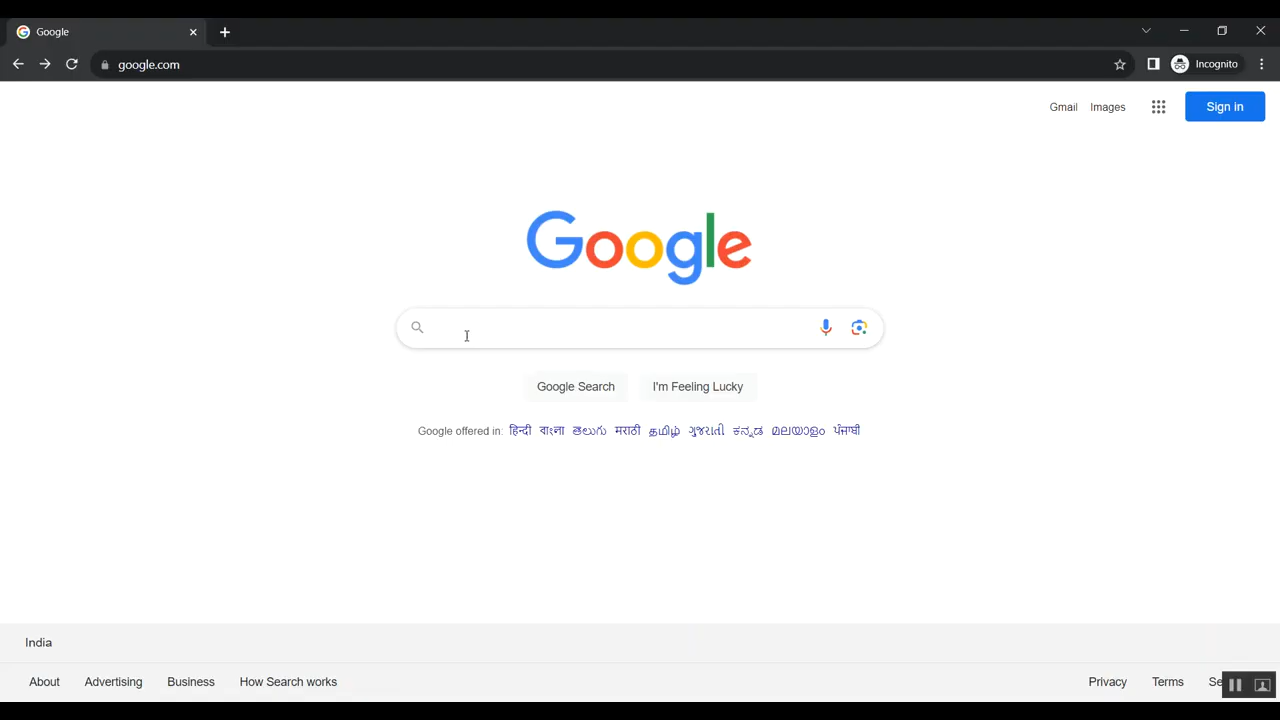 Google
google.com
Incognito
Gmail Images Sign in
Google
Google Search I'm Feeling Lucky
Google offered in: हिन्दी বাংলা తెలుగు मराठी தமிழ் ગુજરાતી ಕನ್ನಡ മലയാളം ਪੰਜਾਬੀ
India
About Advertising Business How Search works Privacy Terms Se